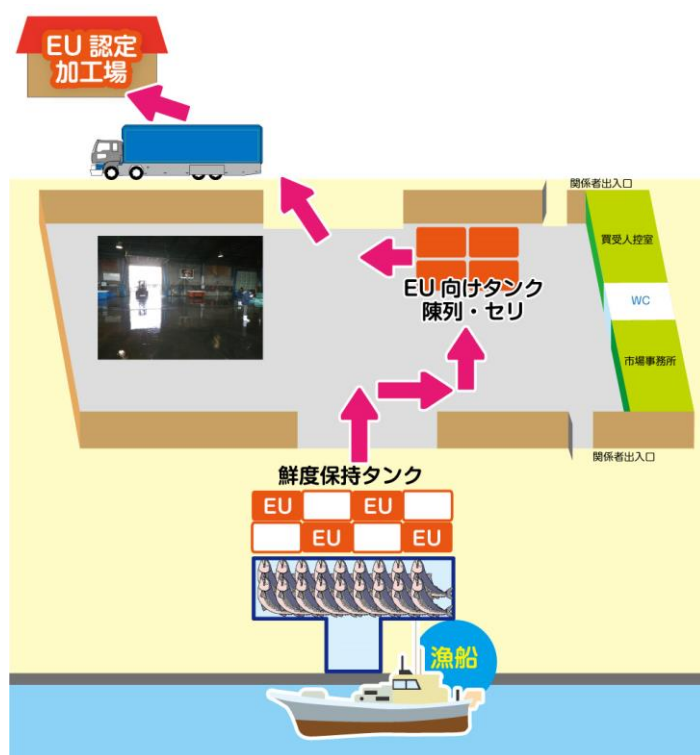 EU 認定
加工場
関係者出入口
買受人控室
EU 向けタンク
陳列・セリ
WC
市場事務所
関係者出入口
鮮度保持タンク
EU
EU
EU
EU
漁船